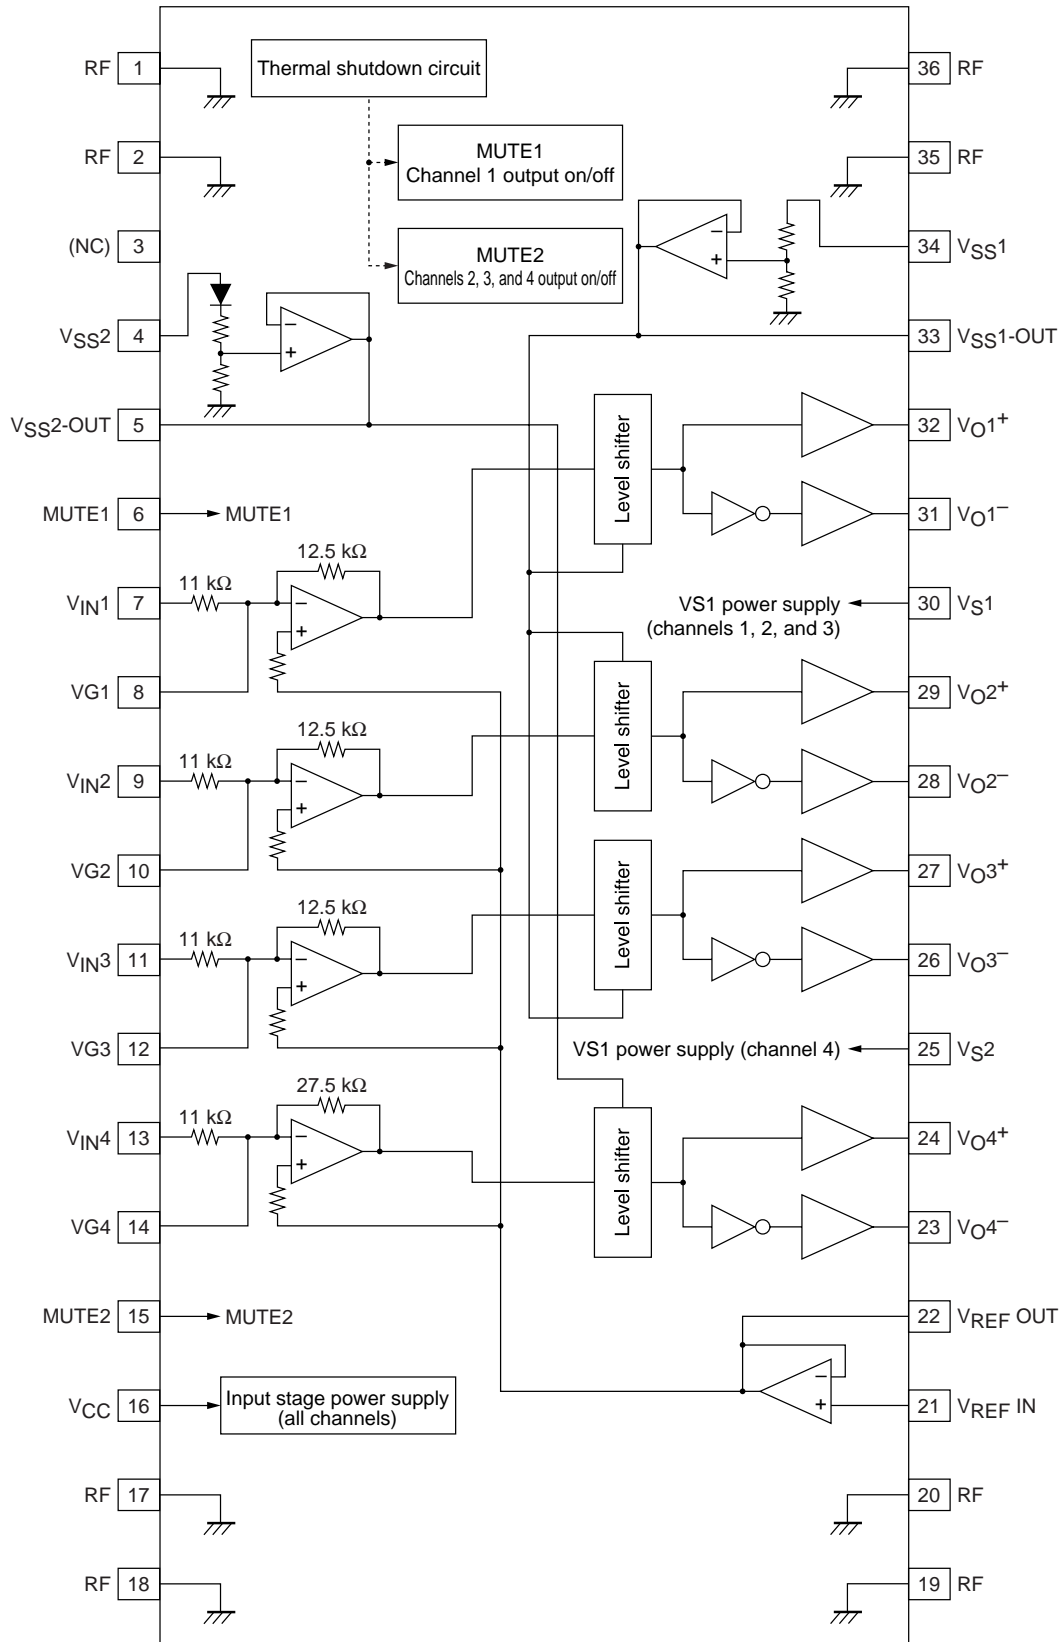 RF 1
Thermal shutdown circuit
36 RF
RF 2
MUTE1
Channel 1 output on/off
35 RF
(NC) 3
MUTE2
Channels 2, 3, and 4 output on/off
− +
34 VSS1
VSS2 4
− +
33 VSS1-OUT
VSS2-OUT 5
Level shifter
32 VO1+
MUTE1 6 MUTE1
31 VO1−
12.5 kΩ
VIN1 7 11 kΩ − +
VS1 power supply
(channels 1, 2, and 3)
30 VS1
VG1 8
Level shifter
29 VO2+
12.5 kΩ
VIN2 9 11 kΩ − +
28 VO2−
VG2 10
Level shifter
27 VO3+
12.5 kΩ
VIN3 11 11 kΩ − +
26 VO3−
VG3 12
VS1 power supply (channel 4)
25 VS2
27.5 kΩ
VIN4 13 11 kΩ − +
Level shifter
24 VO4+
VG4 14
23 VO4−
MUTE2 15 MUTE2
22 VREF OUT
VCC 16
Input stage power supply
(all channels)
− +
21 VREF IN
RF 17
20 RF
RF 18
19 RF